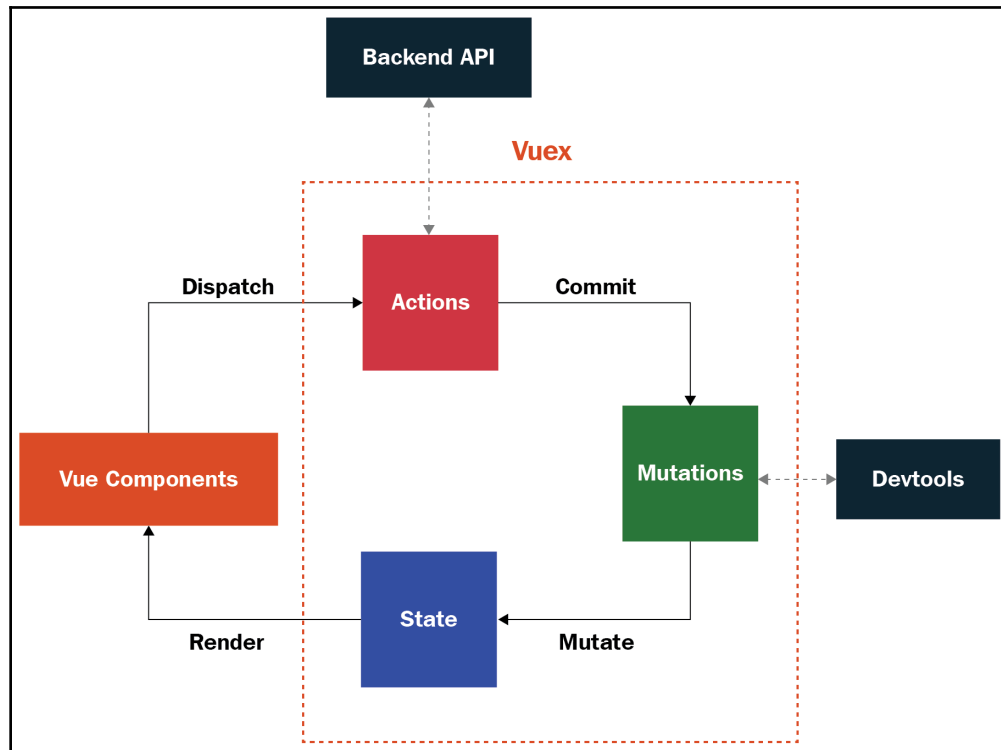 Backend API
Vuex
Dispatch
Actions
Commit
Vue Components
Mutations
Devtools
State
Render
Mutate